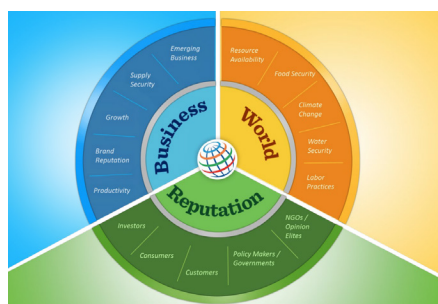 Emerging
Business
Supply
Security
Growth
Brand
Reputation
Productivity
Business
Resource
Availability
Food Security
Climate
Change
Water
Security
Labor
Practices
World
Reputation
Investors
Consumers
Customers
Policy Makers /
Governments
NGOs /
Opinion
Elites